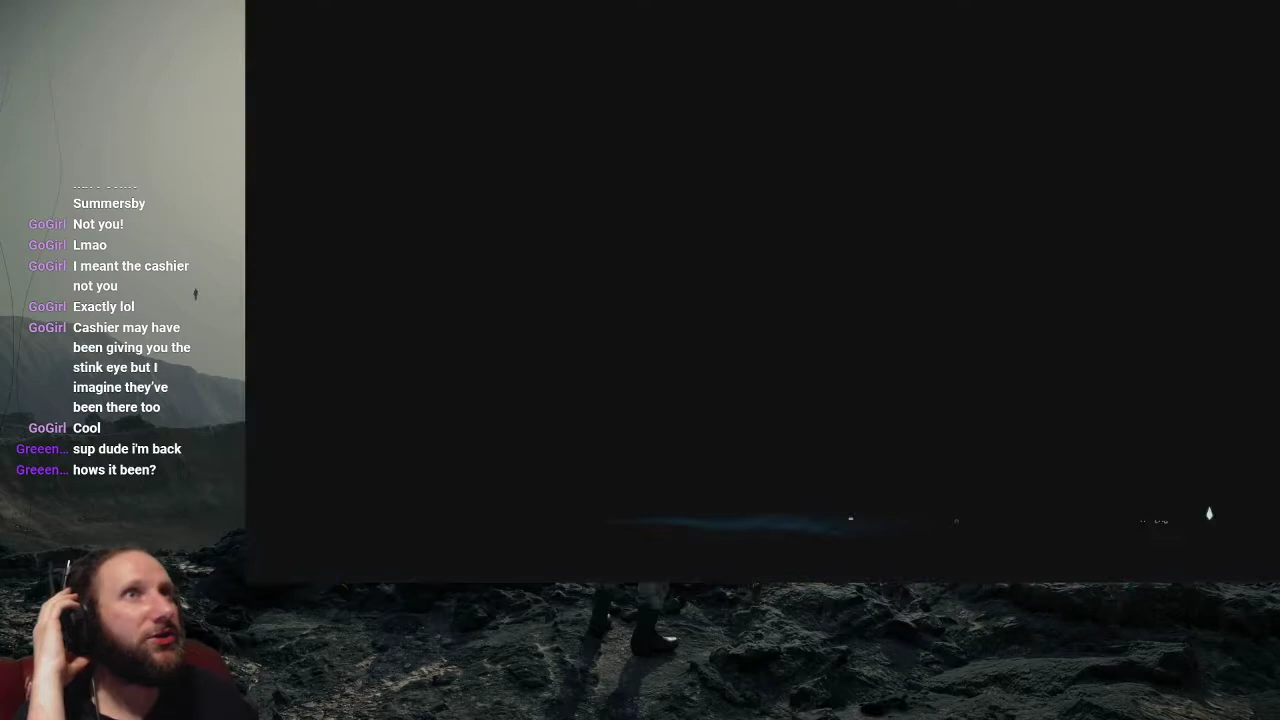 Summersby
GoGirl Not you!
GoGirl Lmao
GoGirl I meant the cashier
not you
GoGirl Exactly lol
GoGirl Cashier may have
been giving you the
stink eye but I
imagine they've
been there too
GoGirl Cool
Greeen… sup dude i'm back
Greeen… hows it been?